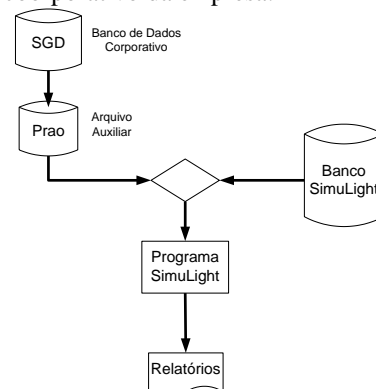 SGD
Banco de Dados
Corporativo
Prao
Arquivo
Auxiliar
Banco
SimuLight
Programa
SimuLight
Relatórios